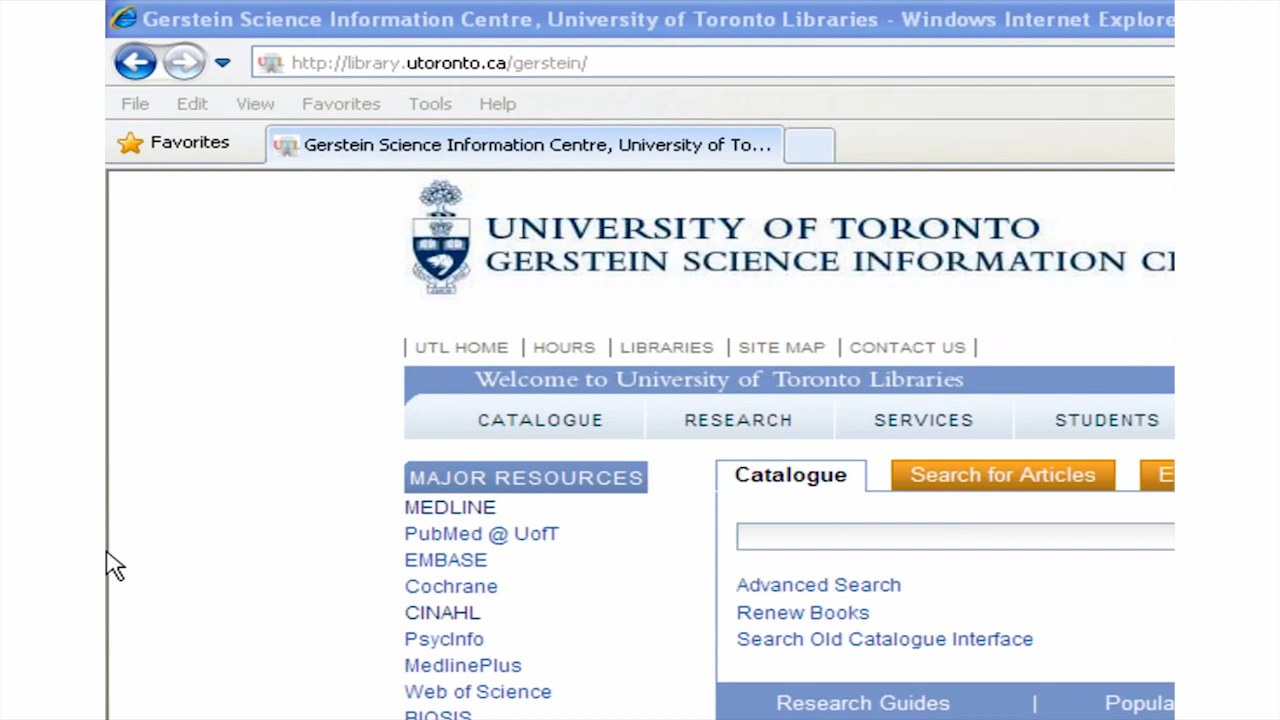 Gerstein Science Information Centre, University of Toronto Libraries - Windows Internet Explore
http://library.utoronto.ca/gerstein/
File Edit View Favorites Tools Help
Favorites
Gerstein Science Information Centre, University of To...
UNIVERSITY OF TORONTO
GERSTEIN SCIENCE INFORMATION CE
| UTL HOME | HOURS | LIBRARIES | SITE MAP | CONTACT US |
Welcome to University of Toronto Libraries
CATALOGUE RESEARCH SERVICES STUDENTS
MAJOR RESOURCES
MEDLINE
PubMed @ UofT
EMBASE
Cochrane
CINAHL
PsycInfo
MedlinePlus
Web of Science
BIOSIS
Catalogue Search for Articles E
Advanced Search
Renew Books
Search Old Catalogue Interface
Research Guides | Popula